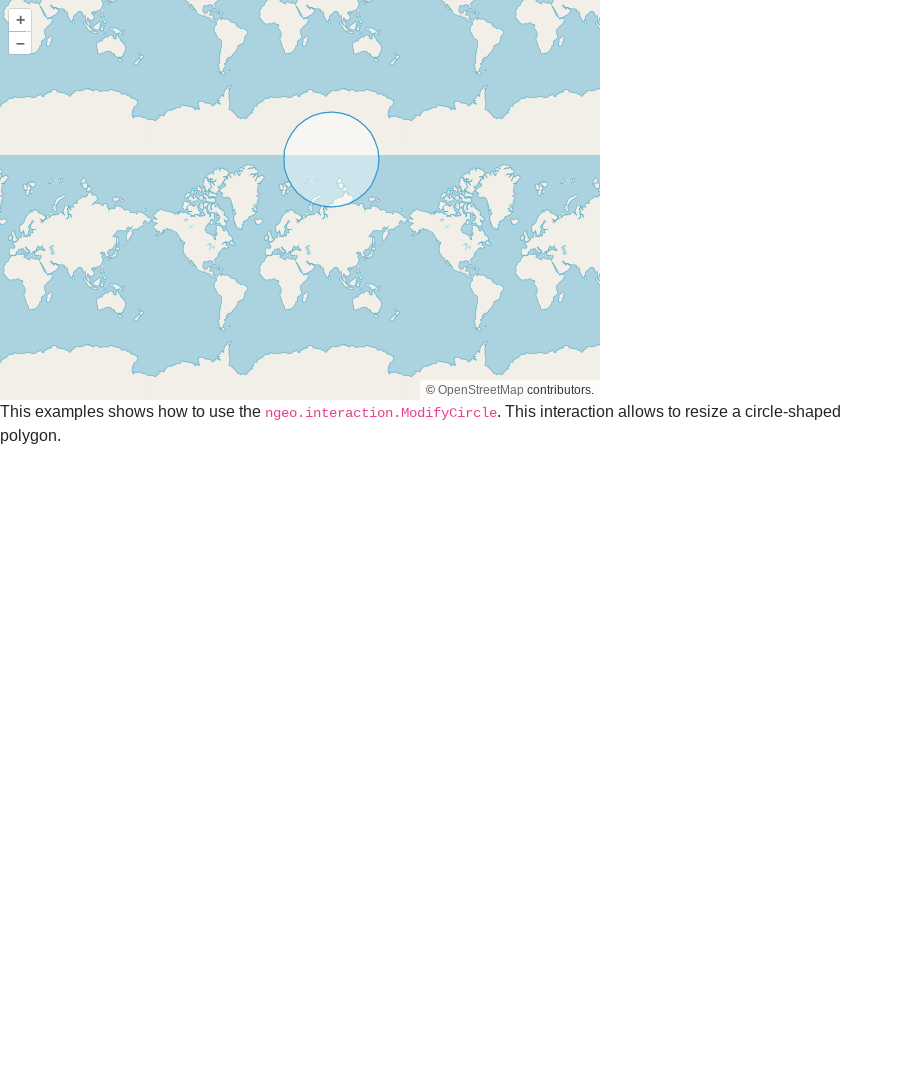 +
–
© OpenStreetMap contributors.
This examples shows how to use the ngeo.interaction.ModifyCircle. This interaction allows to resize a circle-shaped
polygon.